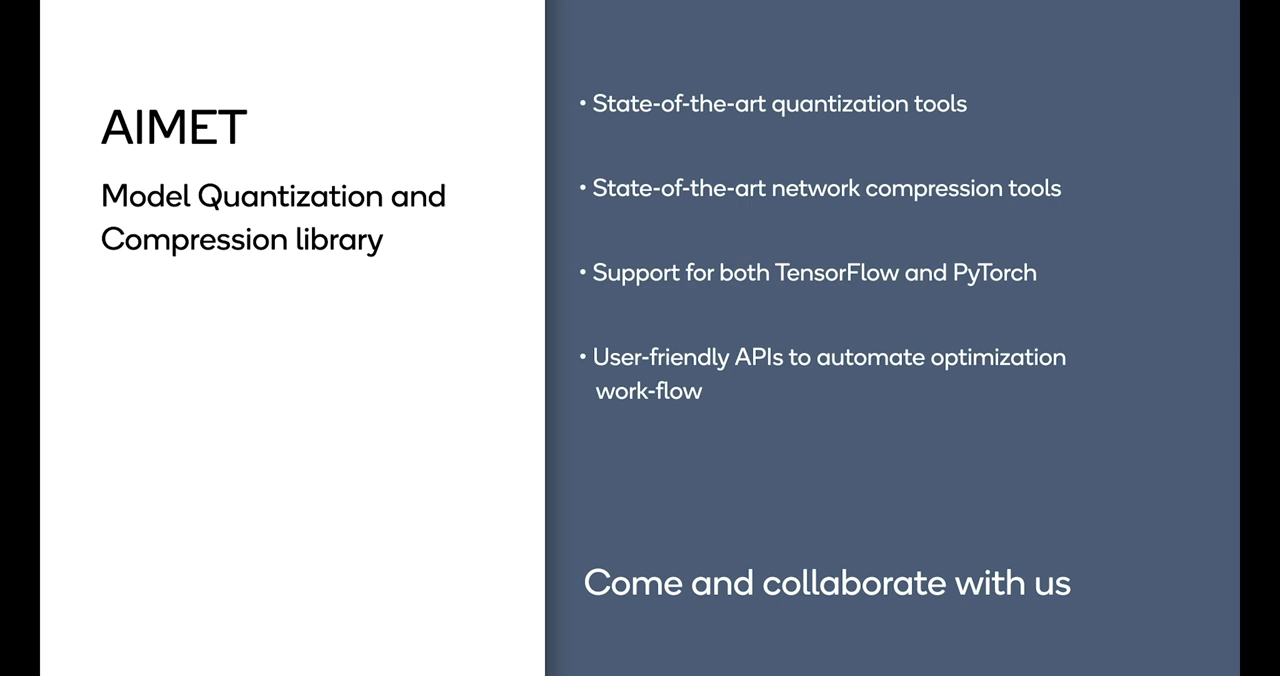 AIMET
Model Quantization and
Compression library
• State-of-the-art quantization tools
• State-of-the-art network compression tools
• Support for both TensorFlow and PyTorch
• User-friendly APIs to automate optimization
work-flow
Come and collaborate with us